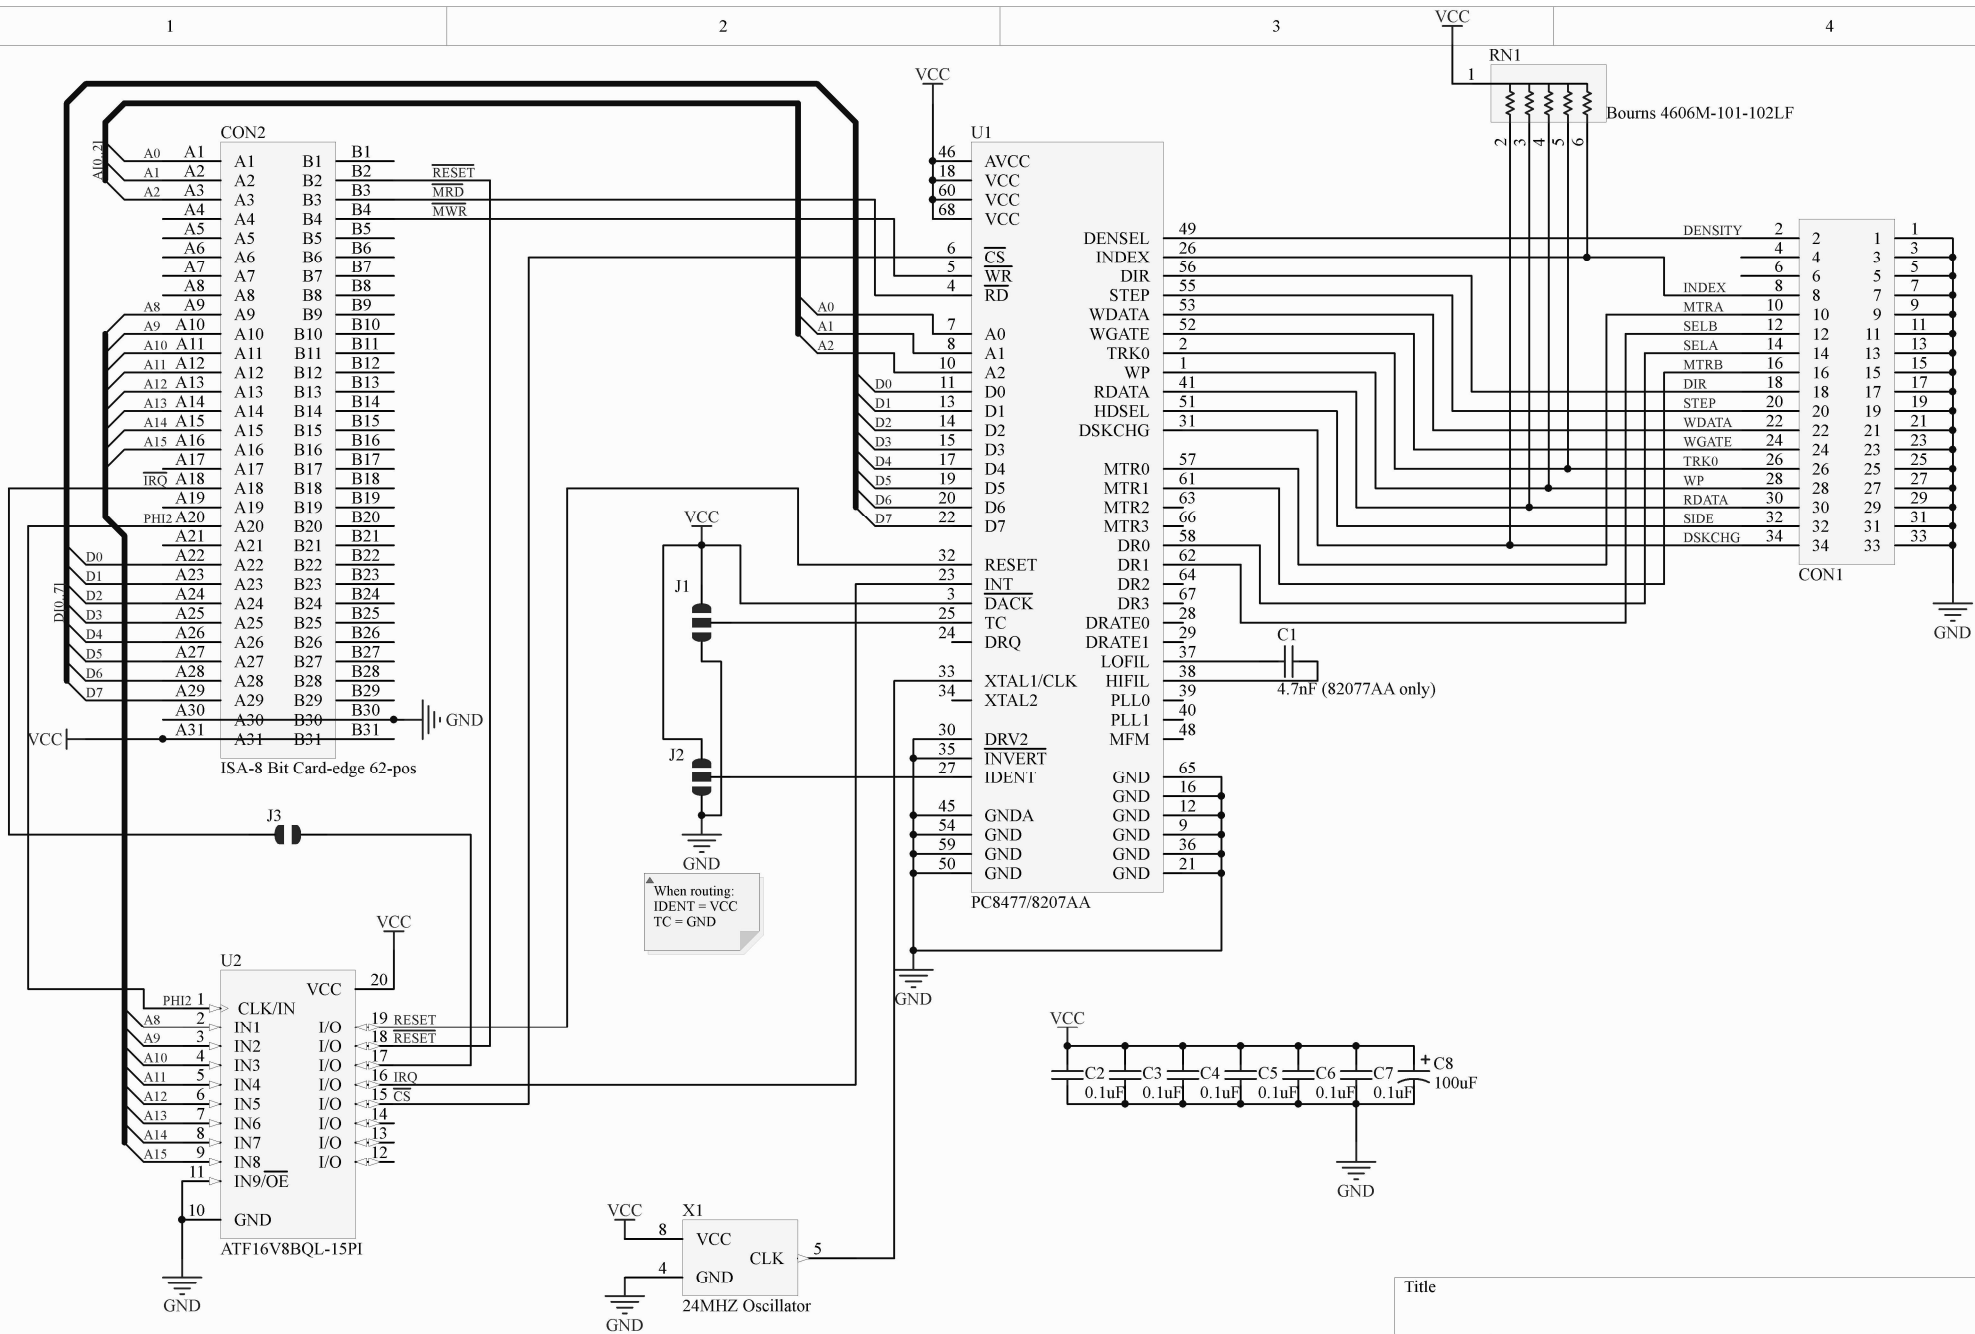 1 2 3 4
VCC
RN1
1
Bourns 4606M-101-102LF
2 3 4 5 6
CON2
A[0..2]
A0 A1 A1 B1 B1
A1 A2 A2 B2 B2 RESET
A2 A3 A3 B3 B3 MRD
A4 A4 B4 B4 MWR
A5 A5 B5 B5
A6 A6 B6 B6
A7 A7 B7 B7
A8 A8 B8 B8
A8 A9 A9 B9 B9
A9 A10 A10 B10 B10
A10 A11 A11 B11 B11
A11 A12 A12 B12 B12
A12 A13 A13 B13 B13
A13 A14 A14 B14 B14
A14 A15 A15 B15 B15
A15 A16 A16 B16 B16
A17 A17 B17 B17
IRQ A18 A18 B18 B18
A19 A19 B19 B19
PHI2 A20 A20 B20 B20
A21 A21 B21 B21
D0 A22 A22 B22 B22
D1 A23 A23 B23 B23
D2 A24 A24 B24 B24
D3 A25 A25 B25 B25
D4 A26 A26 B26 B26
D5 A27 A27 B27 B27
D6 A28 A28 B28 B28
D7 A29 A29 B29 B29
A30 A30 B30 B30 GND
VCC A31 A31 B31 B31
D[0..7]
ISA-8 Bit Card-edge 62-pos
VCC
U1
46 AVCC
18 VCC
60 VCC
68 VCC
6 CS
5 WR
4 RD
A0 7 A0
A1 8 A1
A2 10 A2
D0 11 D0
D1 13 D1
D2 14 D2
D3 15 D3
D4 17 D4
D5 19 D5
D6 20 D6
D7 22 D7
32 RESET
23 INT
3 DACK
25 TC
24 DRQ
33 XTAL1/CLK
34 XTAL2
30 DRV2
35 INVERT
27 IDENT
45 GNDA
54 GND
59 GND
50 GND
DENSEL 49
INDEX 26
DIR 56
STEP 55
WDATA 53
WGATE 52
TRK0 2
WP 1
RDATA 41
HDSEL 51
DSKCHG 31
MTR0 57
MTR1 61
MTR2 63
MTR3 66
DR0 58
DR1 62
DR2 64
DR3 67
DRATE0 28
DRATE1 29
LOFIL 37
HIFIL 38
PLL0 39
PLL1 40
MFM 48
GND 65
GND 16
GND 12
GND 9
GND 36
GND 21
PC8477/8207AA
GND
C1
4.7nF (82077AA only)
DENSITY 2 2 1 1
4 4 3 3
6 6 5 5
INDEX 8 8 7 7
MTRA 10 10 9 9
SELB 12 12 11 11
SELA 14 14 13 13
MTRB 16 16 15 15
DIR 18 18 17 17
STEP 20 20 19 19
WDATA 22 22 21 21
WGATE 24 24 23 23
TRK0 26 26 25 25
WP 28 28 27 27
RDATA 30 30 29 29
SIDE 32 32 31 31
DSKCHG 34 34 33 33
CON1
GND
VCC
J1
J2
GND
When routing:
IDENT = VCC
TC = GND
J3
VCC
U2
VCC 20
PHI2 1 CLK/IN
A8 2 IN1 I/O 19 RESET
A9 3 IN2 I/O 18 RESET
A10 4 IN3 I/O 17
A11 5 IN4 I/O 16 IRQ
A12 6 IN5 I/O 15 CS
A13 7 IN6 I/O 14
A14 8 IN7 I/O 13
A15 9 IN8 I/O 12
11 IN9/OE
10 GND
ATF16V8BQL-15PI
GND
VCC
X1
8 VCC
CLK 5
4 GND
24MHZ Oscillator
GND
VCC
C2 C3 C4 C5 C6 C7 C8
0.1uF 0.1uF 0.1uF 0.1uF 0.1uF 0.1uF +100uF
GND
Title